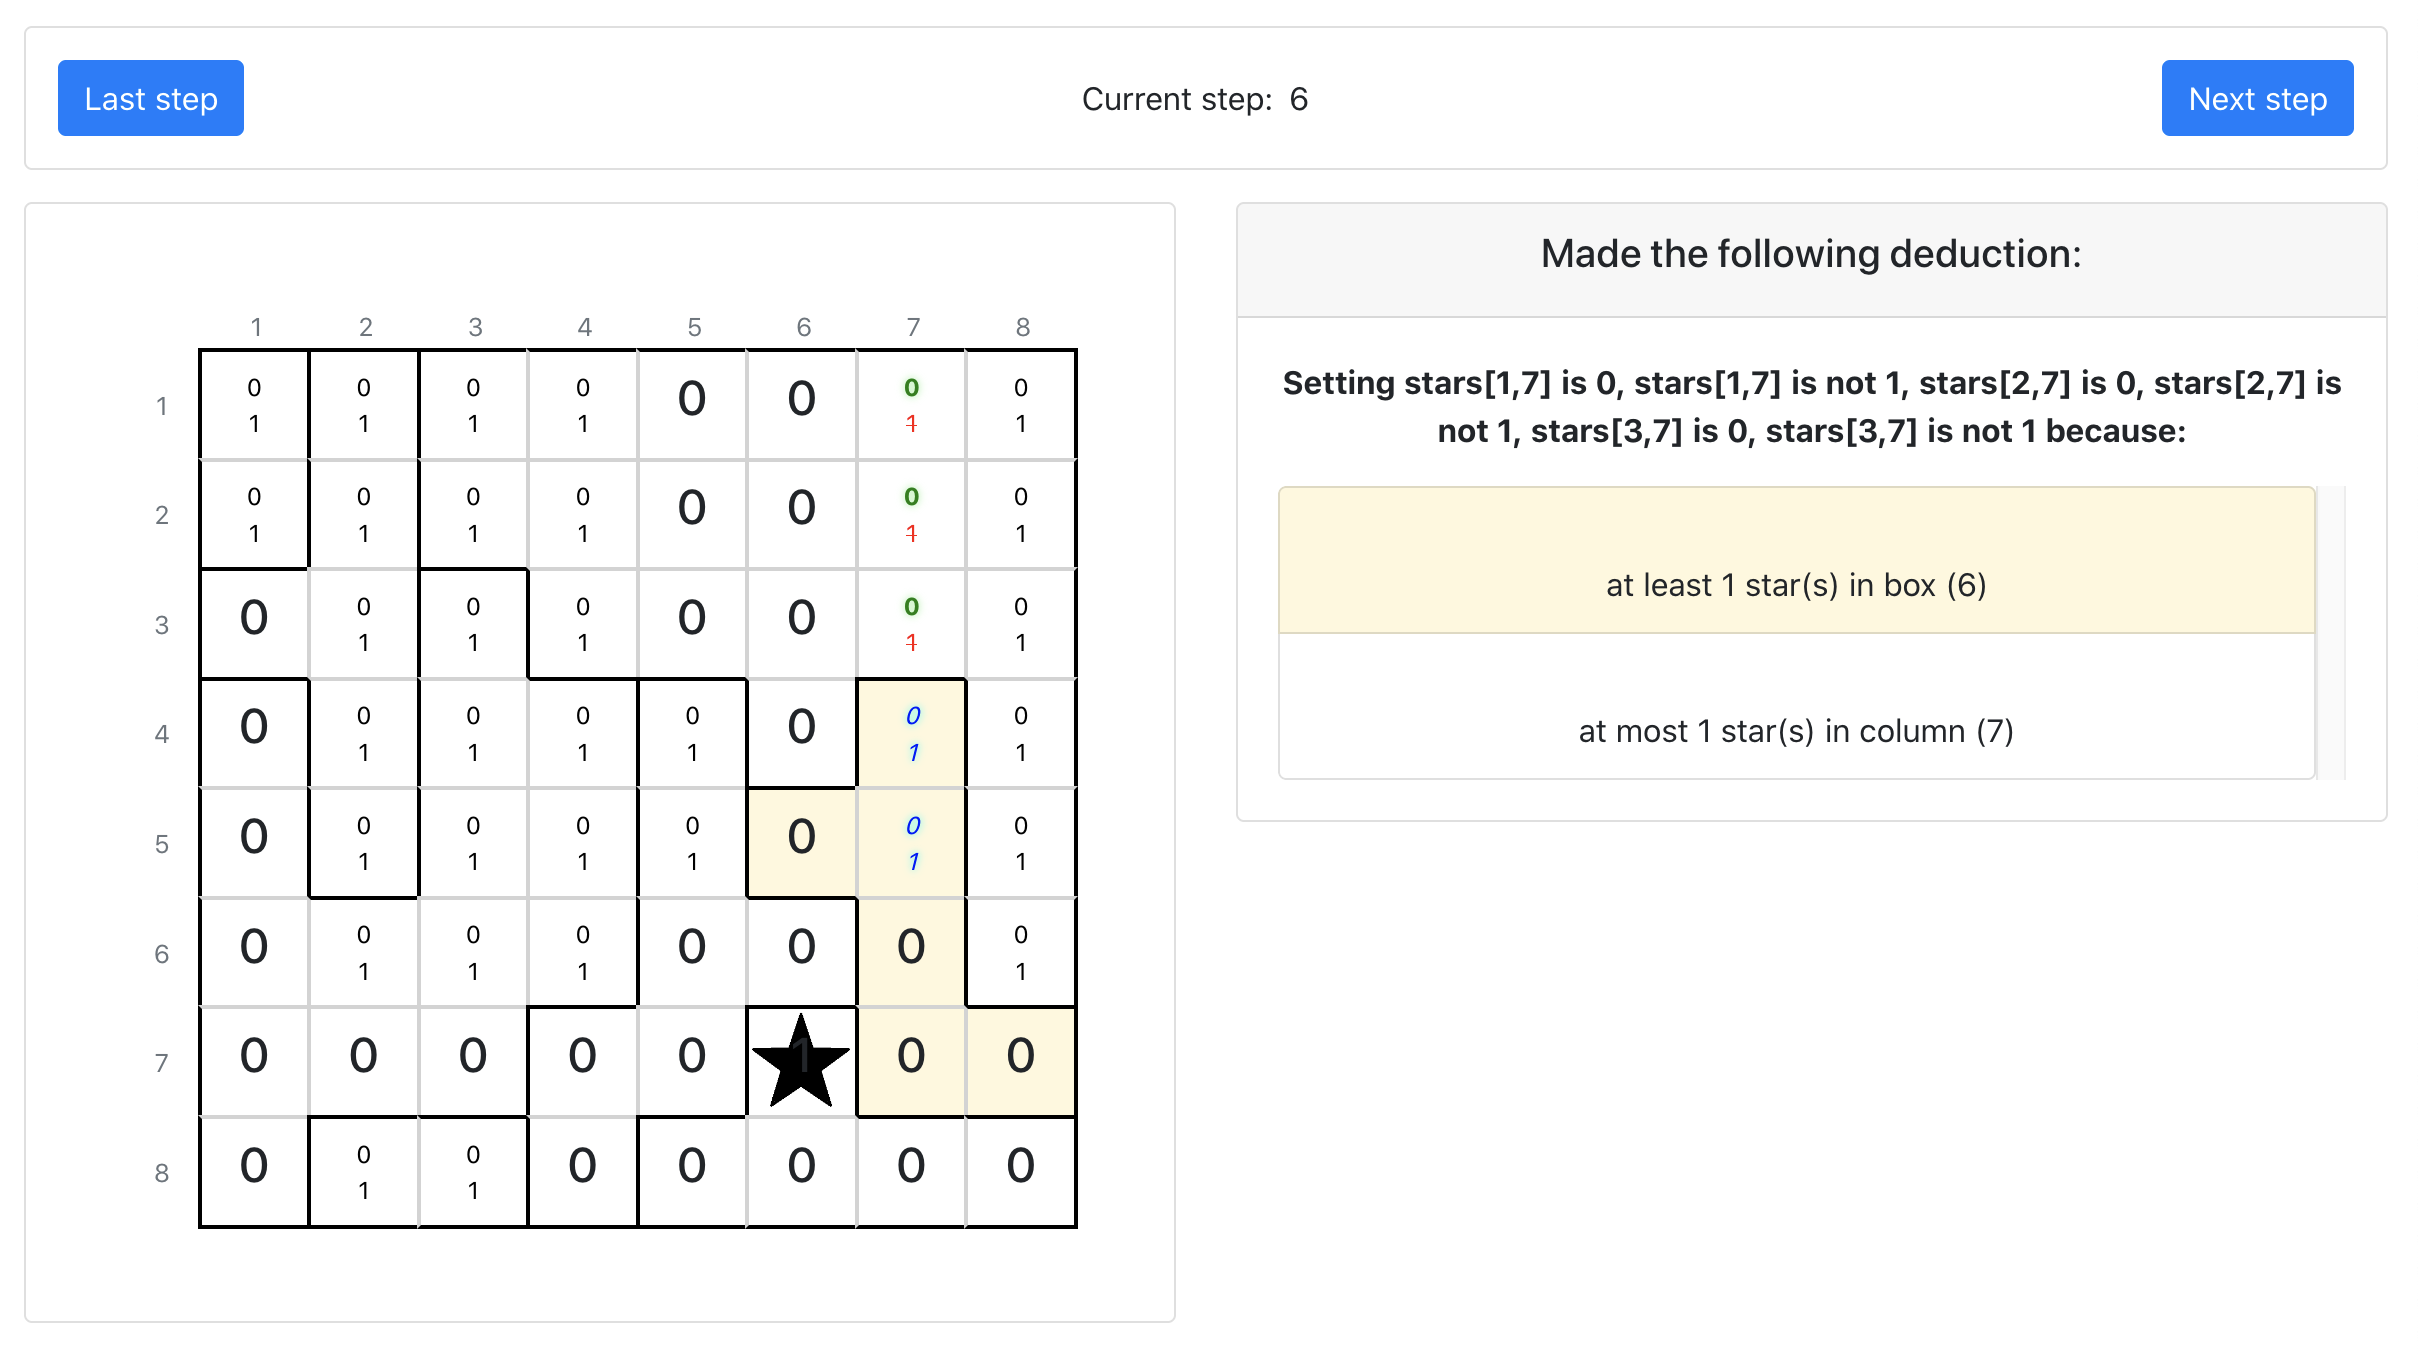 Last step
Current step: 6
Next step
Made the following deduction:
Setting stars[1,7] is 0, stars[1,7] is not 1, stars[2,7] is 0, stars[2,7] is
not 1, stars[3,7] is 0, stars[3,7] is not 1 because:
at least 1 star(s) in box (6)
at most 1 star(s) in column (7)
1 2 3 4 5 6 7 8
0 0 0 0 0 0 0 0
1 1 1 1 1 1 1
0 0 0 0 0 0 0 0
2 1 1 1 1 1 1
0 0 0 0 0 0 0 0
3 1 1 1 1 1
0 0 0 0 0 0 0 0
4 1 1 1 1 1 1
0 0 0 0 0 0 0 0
5 1 1 1 1 1 1
0 0 0 0 0 0 0 0
6 1 1 1 1
7 0 0 0 0 0 1 0 0
0 0 0 0 0 0 0 0
8 1 1